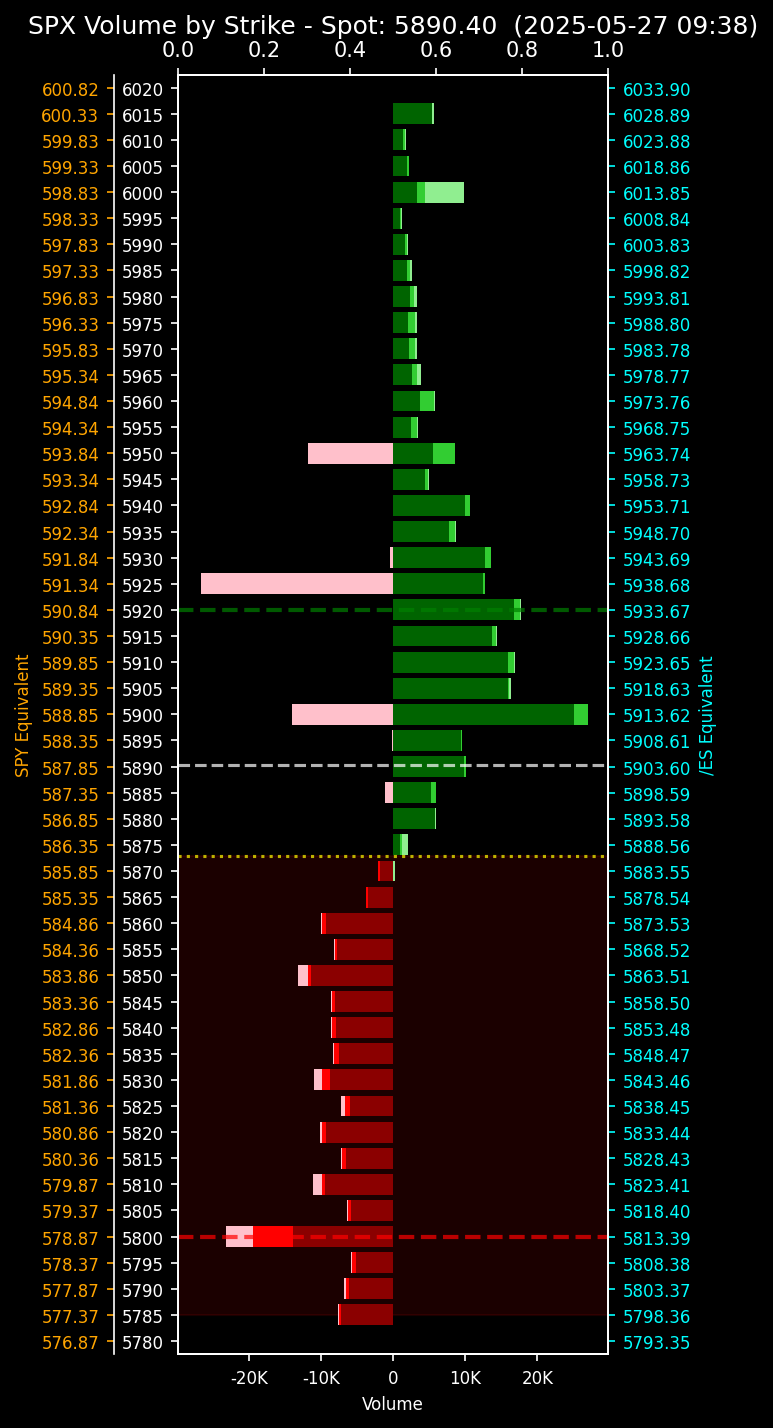 SPX Volume by Strike - Spot: 5890.40 (2025-05-27 09:38)
0.0 0.2 0.4 0.6 0.8 1.0
600.82 6020 6033.90
600.33 6015 6028.89
599.83 6010 6023.88
599.33 6005 6018.86
598.83 6000 6013.85
598.33 5995 6008.84
597.83 5990 6003.83
597.33 5985 5998.82
596.83 5980 5993.81
596.33 5975 5988.80
595.83 5970 5983.78
595.34 5965 5978.77
594.84 5960 5973.76
594.34 5955 5968.75
593.84 5950 5963.74
593.34 5945 5958.73
592.84 5940 5953.71
592.34 5935 5948.70
591.84 5930 5943.69
591.34 5925 5938.68
590.84 5920 5933.67
590.35 5915 5928.66
589.85 5910 5923.65
589.35 5905 5918.63
588.85 5900 5913.62
588.35 5895 5908.61
587.85 5890 5903.60
587.35 5885 5898.59
586.85 5880 5893.58
586.35 5875 5888.56
585.85 5870 5883.55
585.35 5865 5878.54
584.86 5860 5873.53
584.36 5855 5868.52
583.86 5850 5863.51
583.36 5845 5858.50
582.86 5840 5853.48
582.36 5835 5848.47
581.86 5830 5843.46
581.36 5825 5838.45
580.86 5820 5833.44
580.36 5815 5828.43
579.87 5810 5823.41
579.37 5805 5818.40
578.87 5800 5813.39
578.37 5795 5808.38
577.87 5790 5803.37
577.37 5785 5798.36
576.87 5780 5793.35
SPY Equivalent
/ES Equivalent
-20K -10K 0 10K 20K
Volume